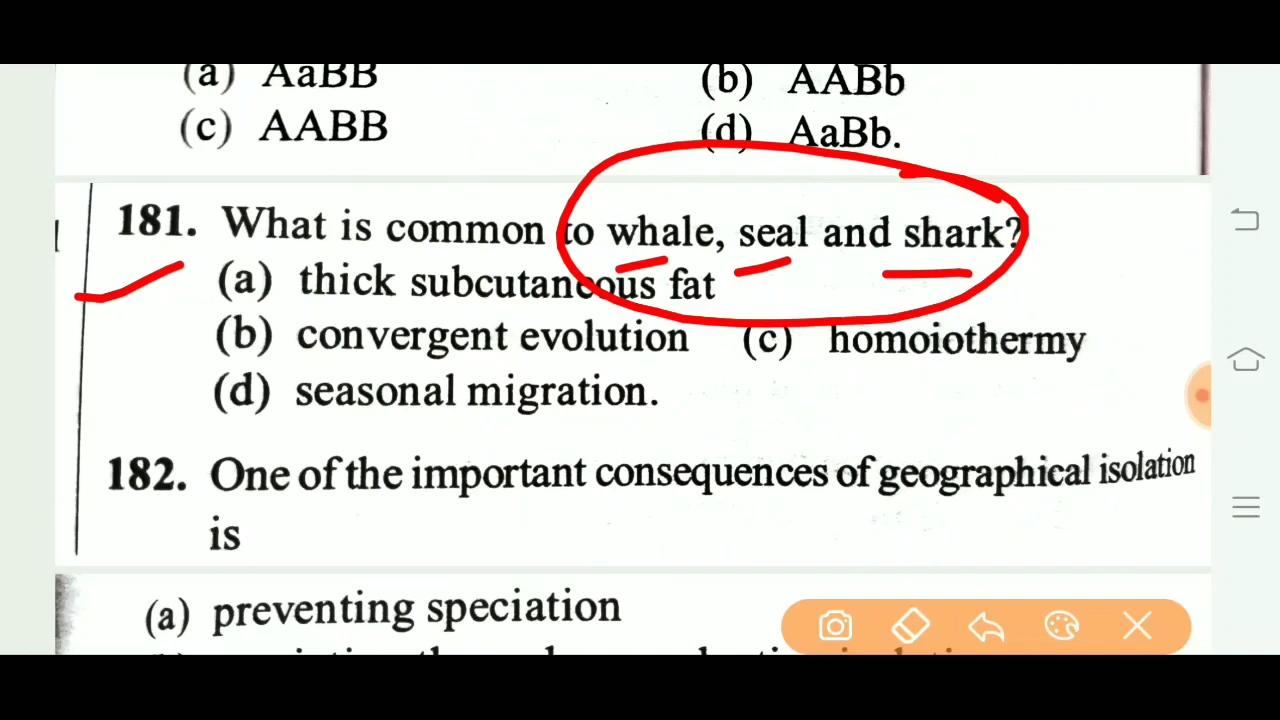 (a) AaBB (b) AABb
(c) AABB (d) AaBb.
181. What is common to whale, seal and shark?
(a) thick subcutaneous fat
(b) convergent evolution (c) homoiothermy
(d) seasonal migration.
182. One of the important consequences of geographical isolation
is
(a) preventing speciation